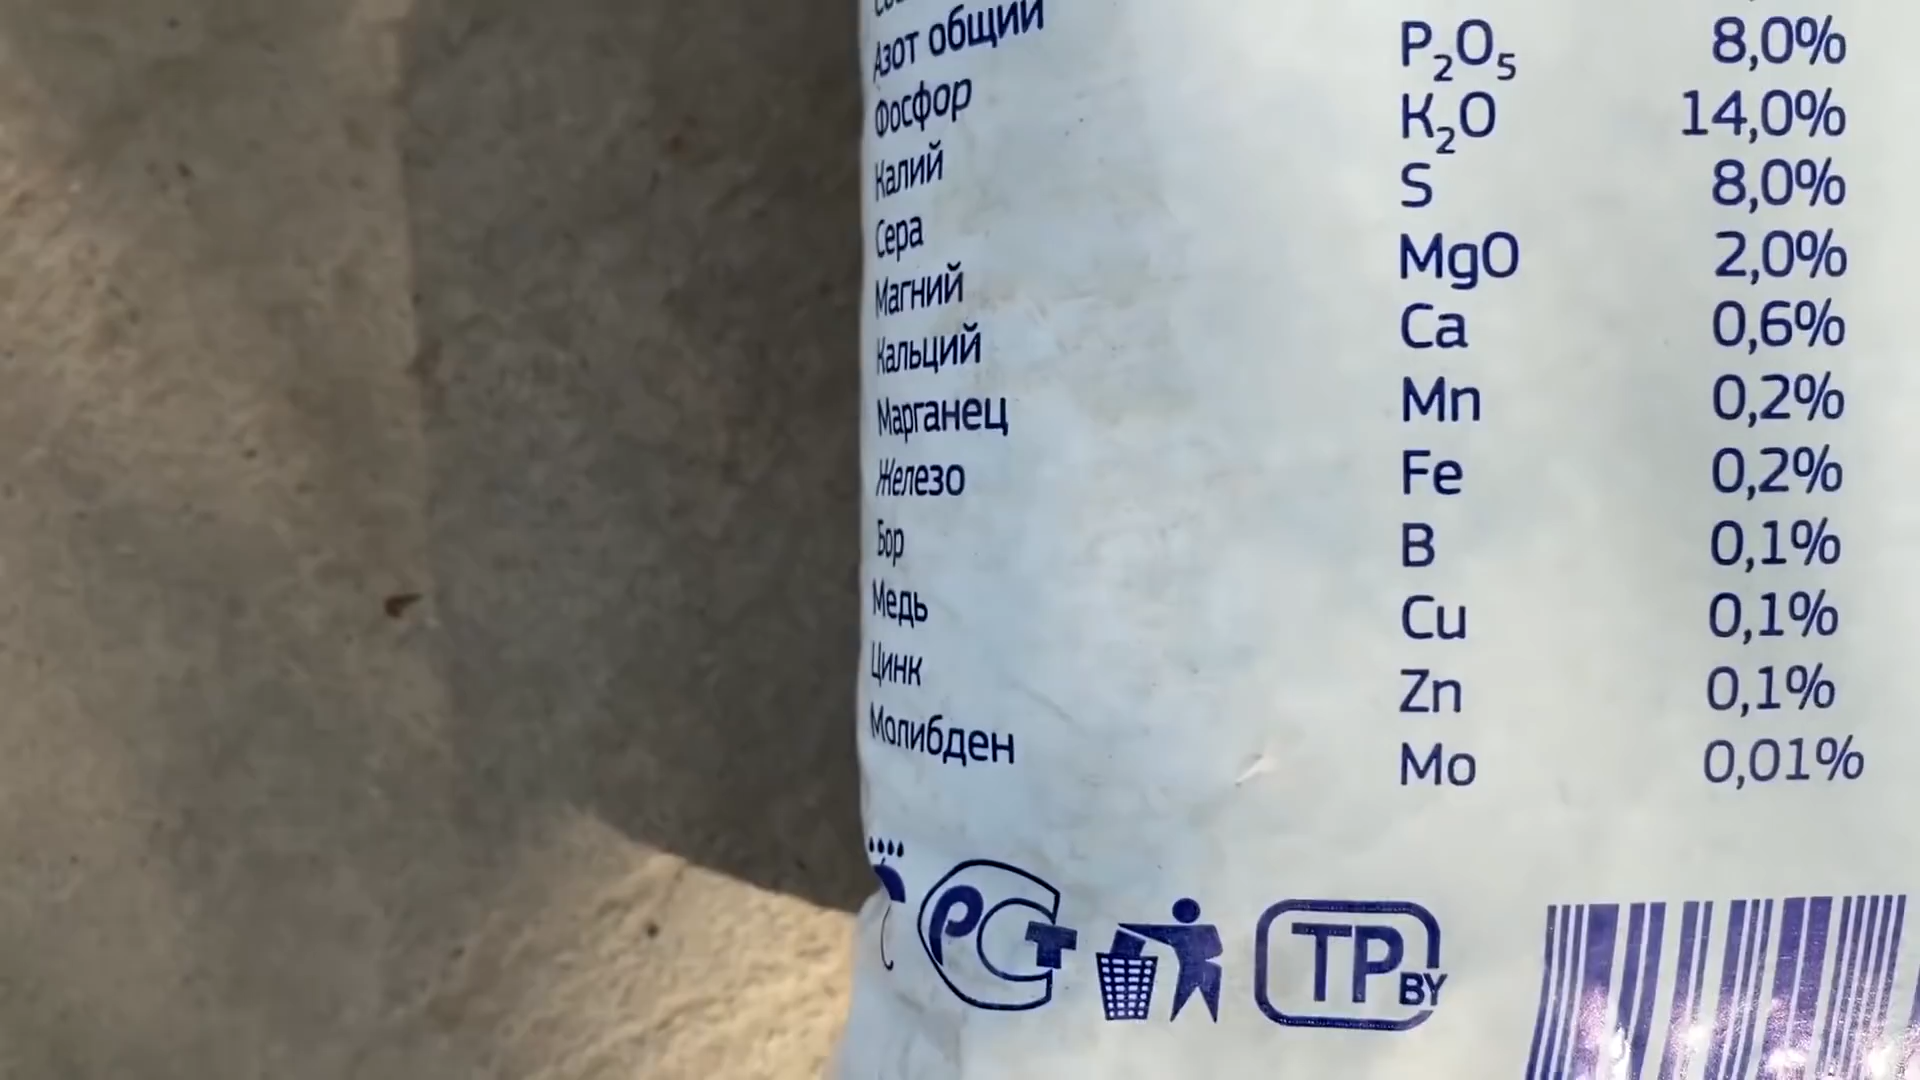 Азот общий
Фосфор P₂O₅ 8,0%
Калий K₂O 14,0%
Сера S 8,0%
Магний MgO 2,0%
Кальций Ca 0,6%
Марганец Mn 0,2%
Железо Fe 0,2%
Бор B 0,1%
Медь Cu 0,1%
Цинк Zn 0,1%
Молибден Mo 0,01%
РСТ
TP BY